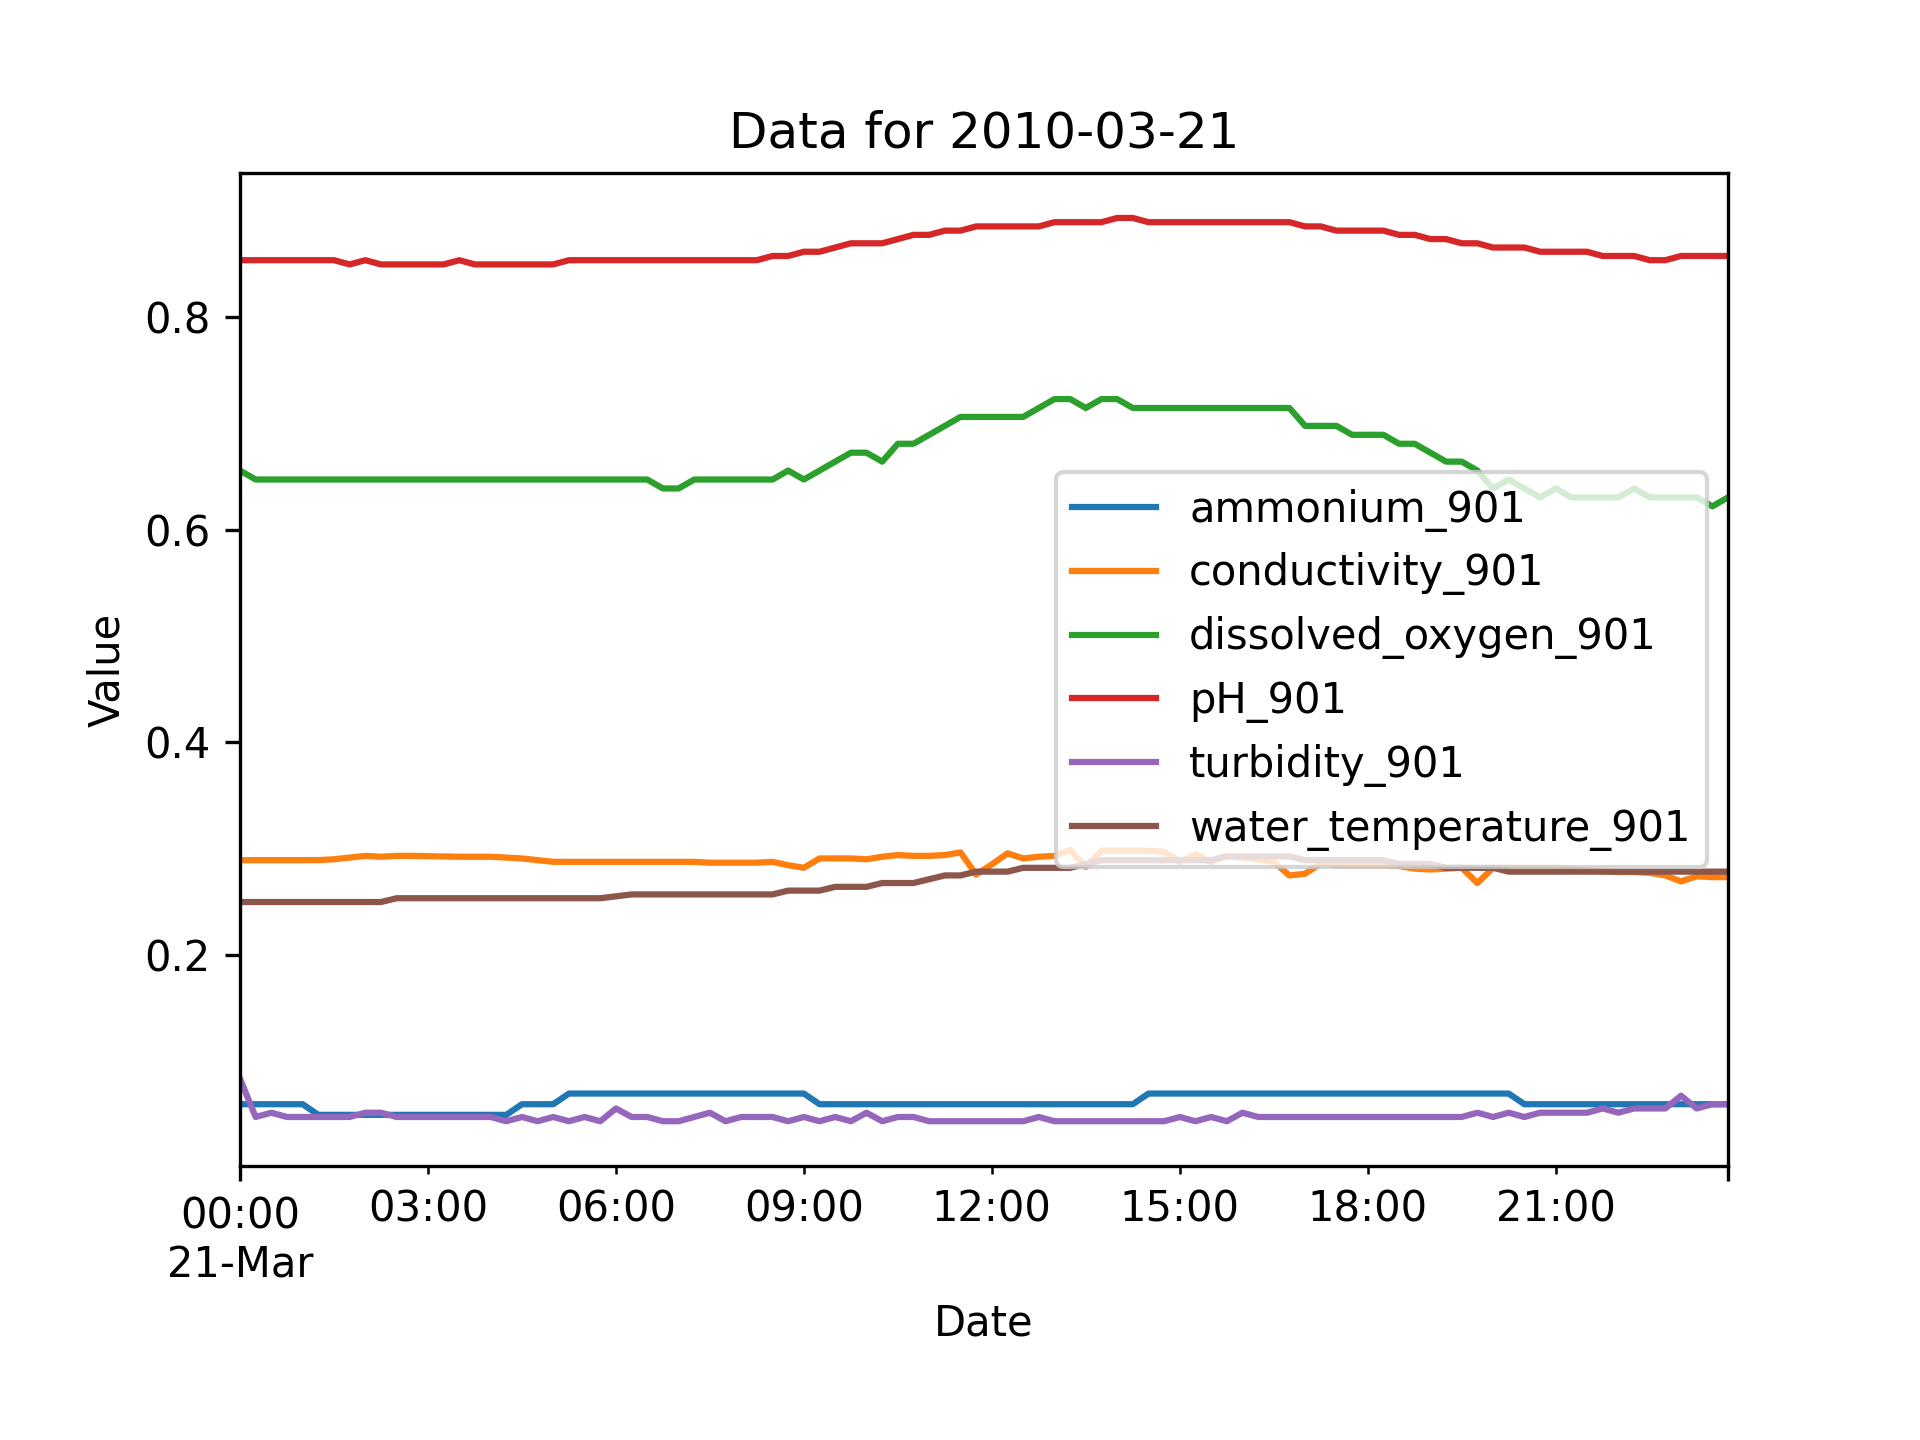 Data for 2010-03-21
0.8
0.6
0.4
0.2
Value
ammonium_901
conductivity_901
dissolved_oxygen_901
pH_901
turbidity_901
water_temperature_901
00:00 03:00 06:00 09:00 12:00 15:00 18:00 21:00
21-Mar
Date